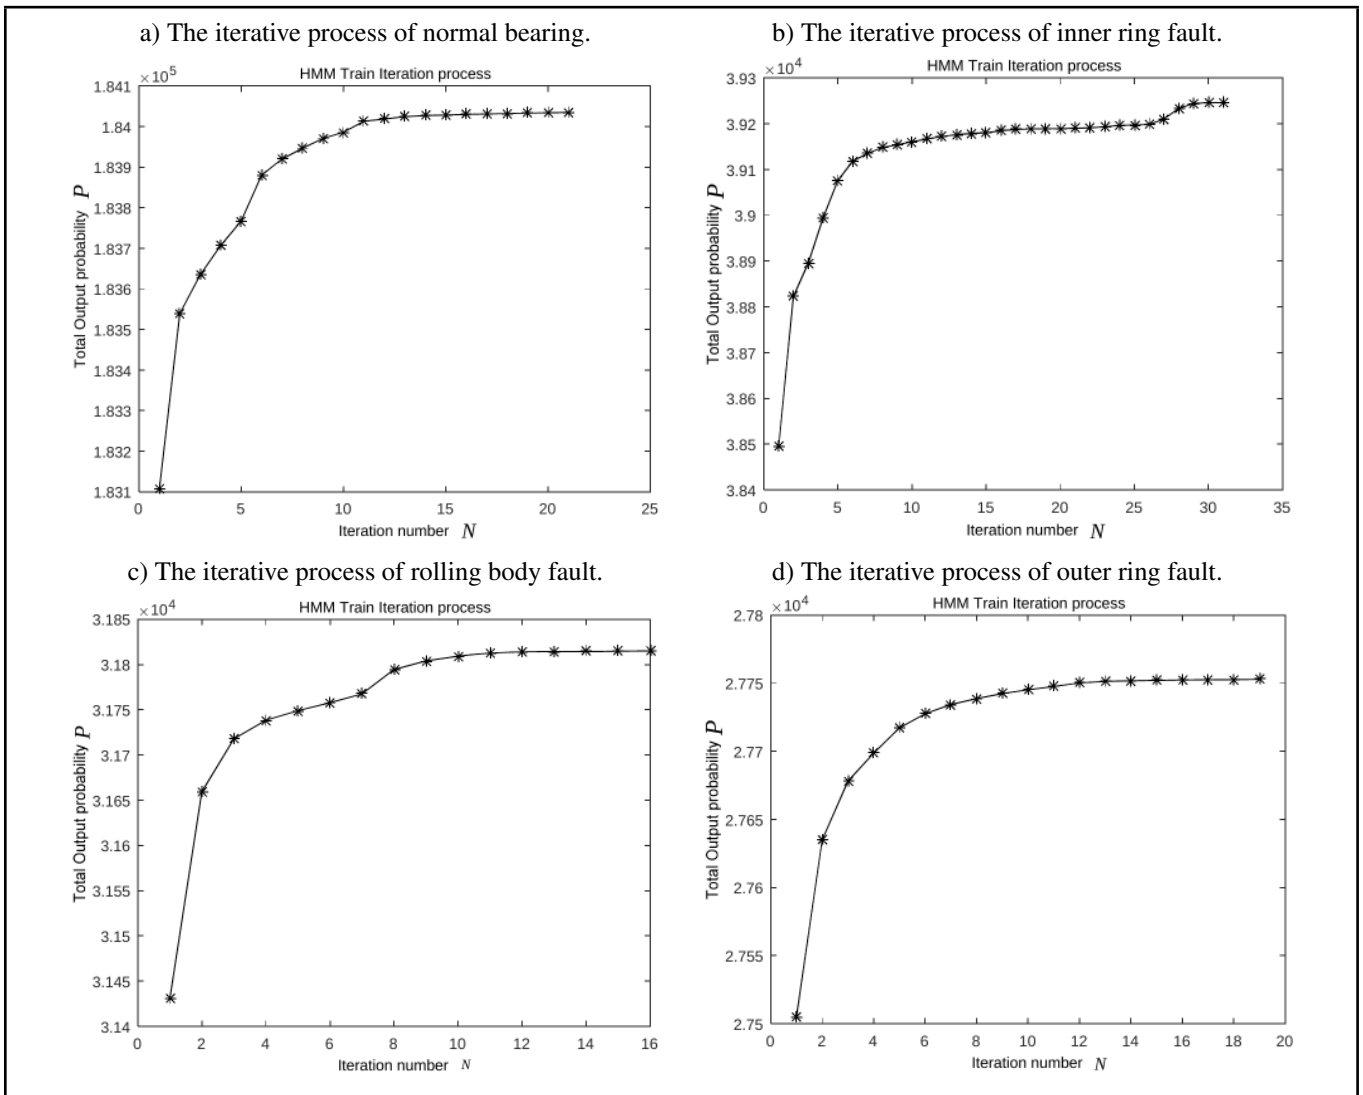 a) The iterative process of normal bearing.
HMM Train Iteration process
×10⁵
1.841
1.84
1.839
1.838
1.837
1.836
1.835
1.834
1.833
1.832
1.831
Total Output probability P
0 5 10 15 20 25
Iteration number N
b) The iterative process of inner ring fault.
HMM Train Iteration process
×10⁴
3.93
3.92
3.91
3.9
3.89
3.88
3.87
3.86
3.85
3.84
Total Output probability P
0 5 10 15 20 25 30 35
Iteration number N
c) The iterative process of rolling body fault.
HMM Train Iteration process
×10⁴
3.185
3.18
3.175
3.17
3.165
3.16
3.155
3.15
3.145
3.14
Total Output probability P
0 2 4 6 8 10 12 14 16
Iteration number N
d) The iterative process of outer ring fault.
HMM Train Iteration process
×10⁴
2.78
2.775
2.77
2.765
2.76
2.755
2.75
Total Output probability P
0 2 4 6 8 10 12 14 16 18 20
Iteration number N